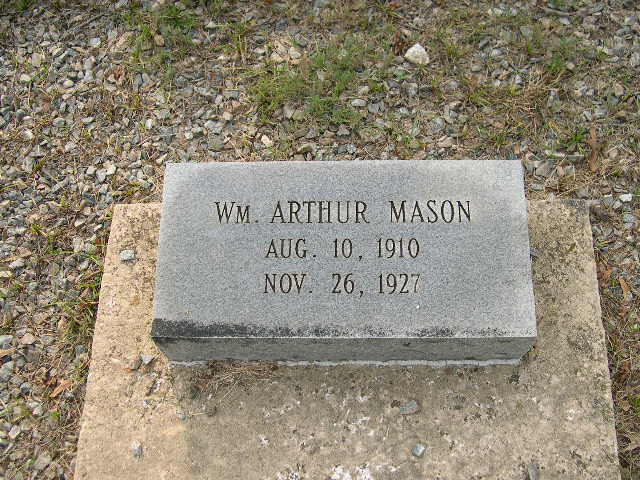 WM. ARTHUR MASON
AUG. 10, 1910
NOV. 26, 1927